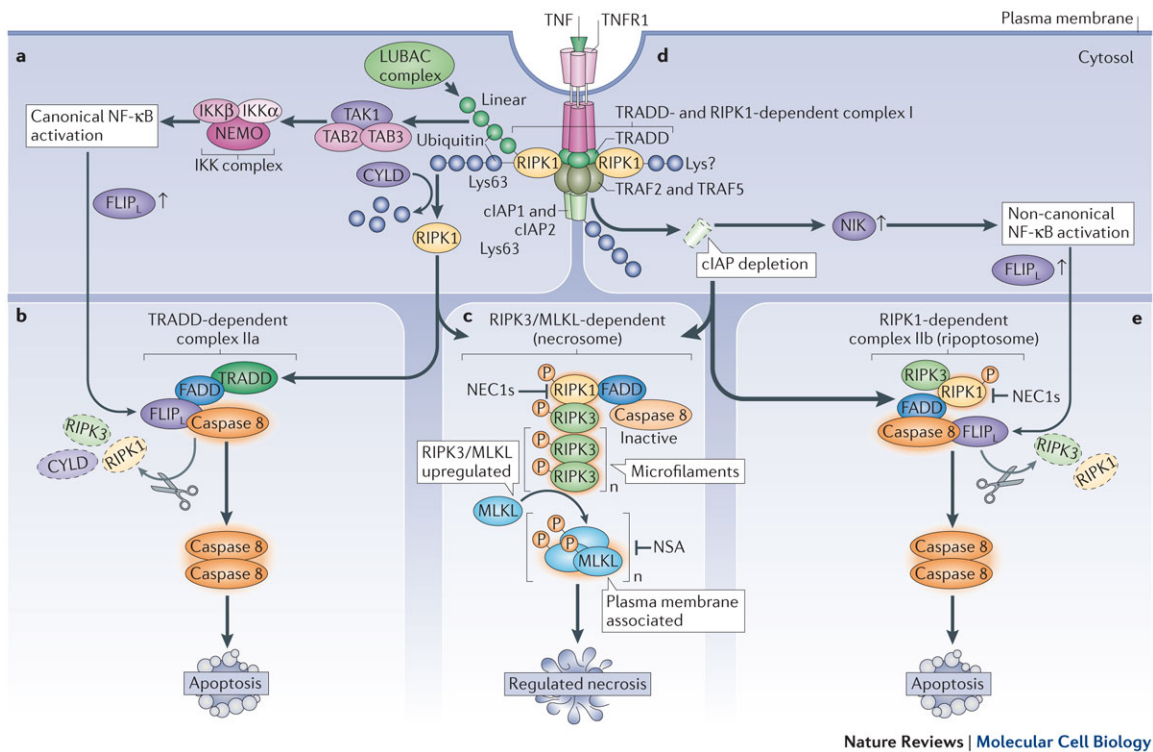 TNF
TNFR1
Plasma membrane
a
d
Cytosol
LUBAC
complex
Linear
TRADD- and RIPK1-dependent complex I
TRADD
Canonical NF-κB
activation
IKKβ
IKKα
NEMO
IKK complex
TAK1
TAB2
TAB3
Ubiquitin
RIPK1
RIPK1
Lys?
Lys63
TRAF2 and TRAF5
CYLD
FLIPL ↑
cIAP1 and
cIAP2
RIPK1
Lys63
cIAP depletion
NIK ↑
Non-canonical
NF-κB activation
FLIPL ↑
b
TRADD-dependent
complex IIa
TRADD
FADD
FLIPL
Caspase 8
RIPK3
CYLD
RIPK1
Caspase 8
Caspase 8
Apoptosis
c
RIPK3/MLKL-dependent
(necrosome)
P
NEC1s
RIPK1
FADD
P
RIPK3
Caspase 8
Inactive
P
RIPK3
P
RIPK3
n
Microfilaments
RIPK3/MLKL
upregulated
MLKL
P
P
P
MLKL
n
NSA
Plasma membrane
associated
Regulated necrosis
e
RIPK1-dependent
complex IIb (ripoptosome)
RIPK3
P
RIPK1
NEC1s
FADD
Caspase 8
FLIPL
RIPK3
RIPK1
Caspase 8
Caspase 8
Apoptosis
Nature Reviews | Molecular Cell Biology